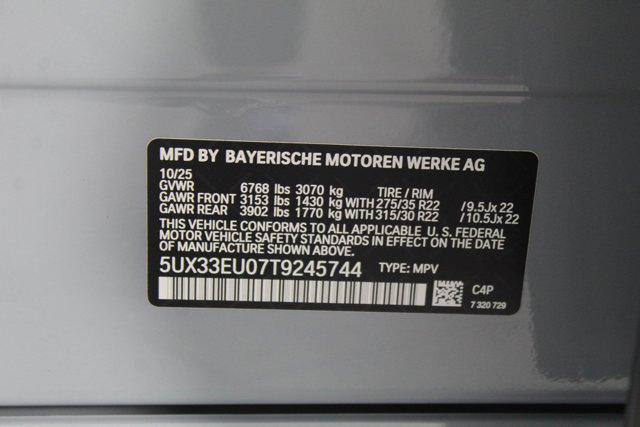 MFD BY BAYERISCHE MOTOREN WERKE AG
10/25
GVWR 6768 lbs 3070 kg TIRE / RIM
GAWR FRONT 3153 lbs 1430 kg WITH 275/35 R22 /9.5Jx 22
GAWR REAR 3902 lbs 1770 kg WITH 315/30 R22 /10.5Jx 22
THIS VEHICLE CONFORMS TO ALL APPLICABLE U. S. FEDERAL
MOTOR VEHICLE SAFETY STANDARDS IN EFFECT ON THE
DATE OF MANUFACTURE SHOWN ABOVE.
5UX33EU07T9245744 TYPE: MPV
C4P
7 320 729